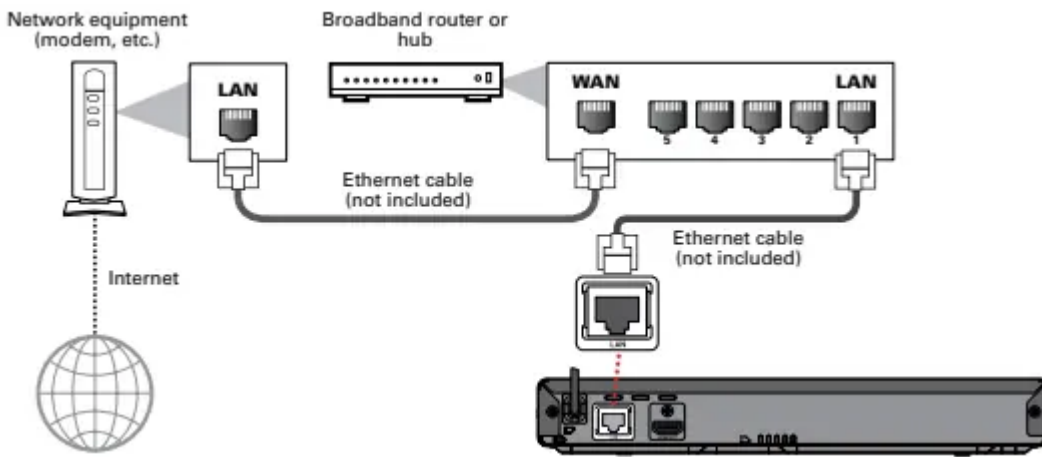 Network equipment
(modem, etc.)
Broadband router or
hub
LAN
WAN
LAN
5
4
3
2
1
Ethernet cable
(not included)
Ethernet cable
(not included)
Internet
LAN